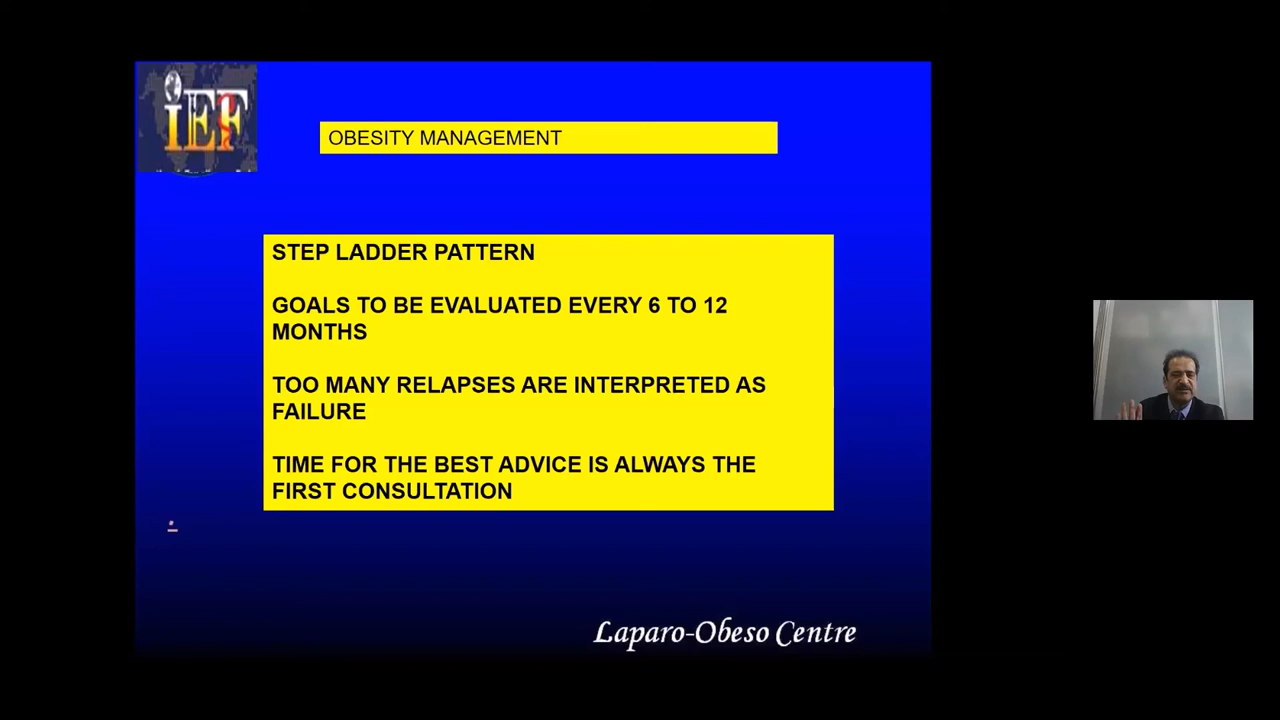 iEF
OBESITY MANAGEMENT
STEP LADDER PATTERN
GOALS TO BE EVALUATED EVERY 6 TO 12
MONTHS
TOO MANY RELAPSES ARE INTERPRETED AS
FAILURE
TIME FOR THE BEST ADVICE IS ALWAYS THE
FIRST CONSULTATION
Laparo-Obeso Centre